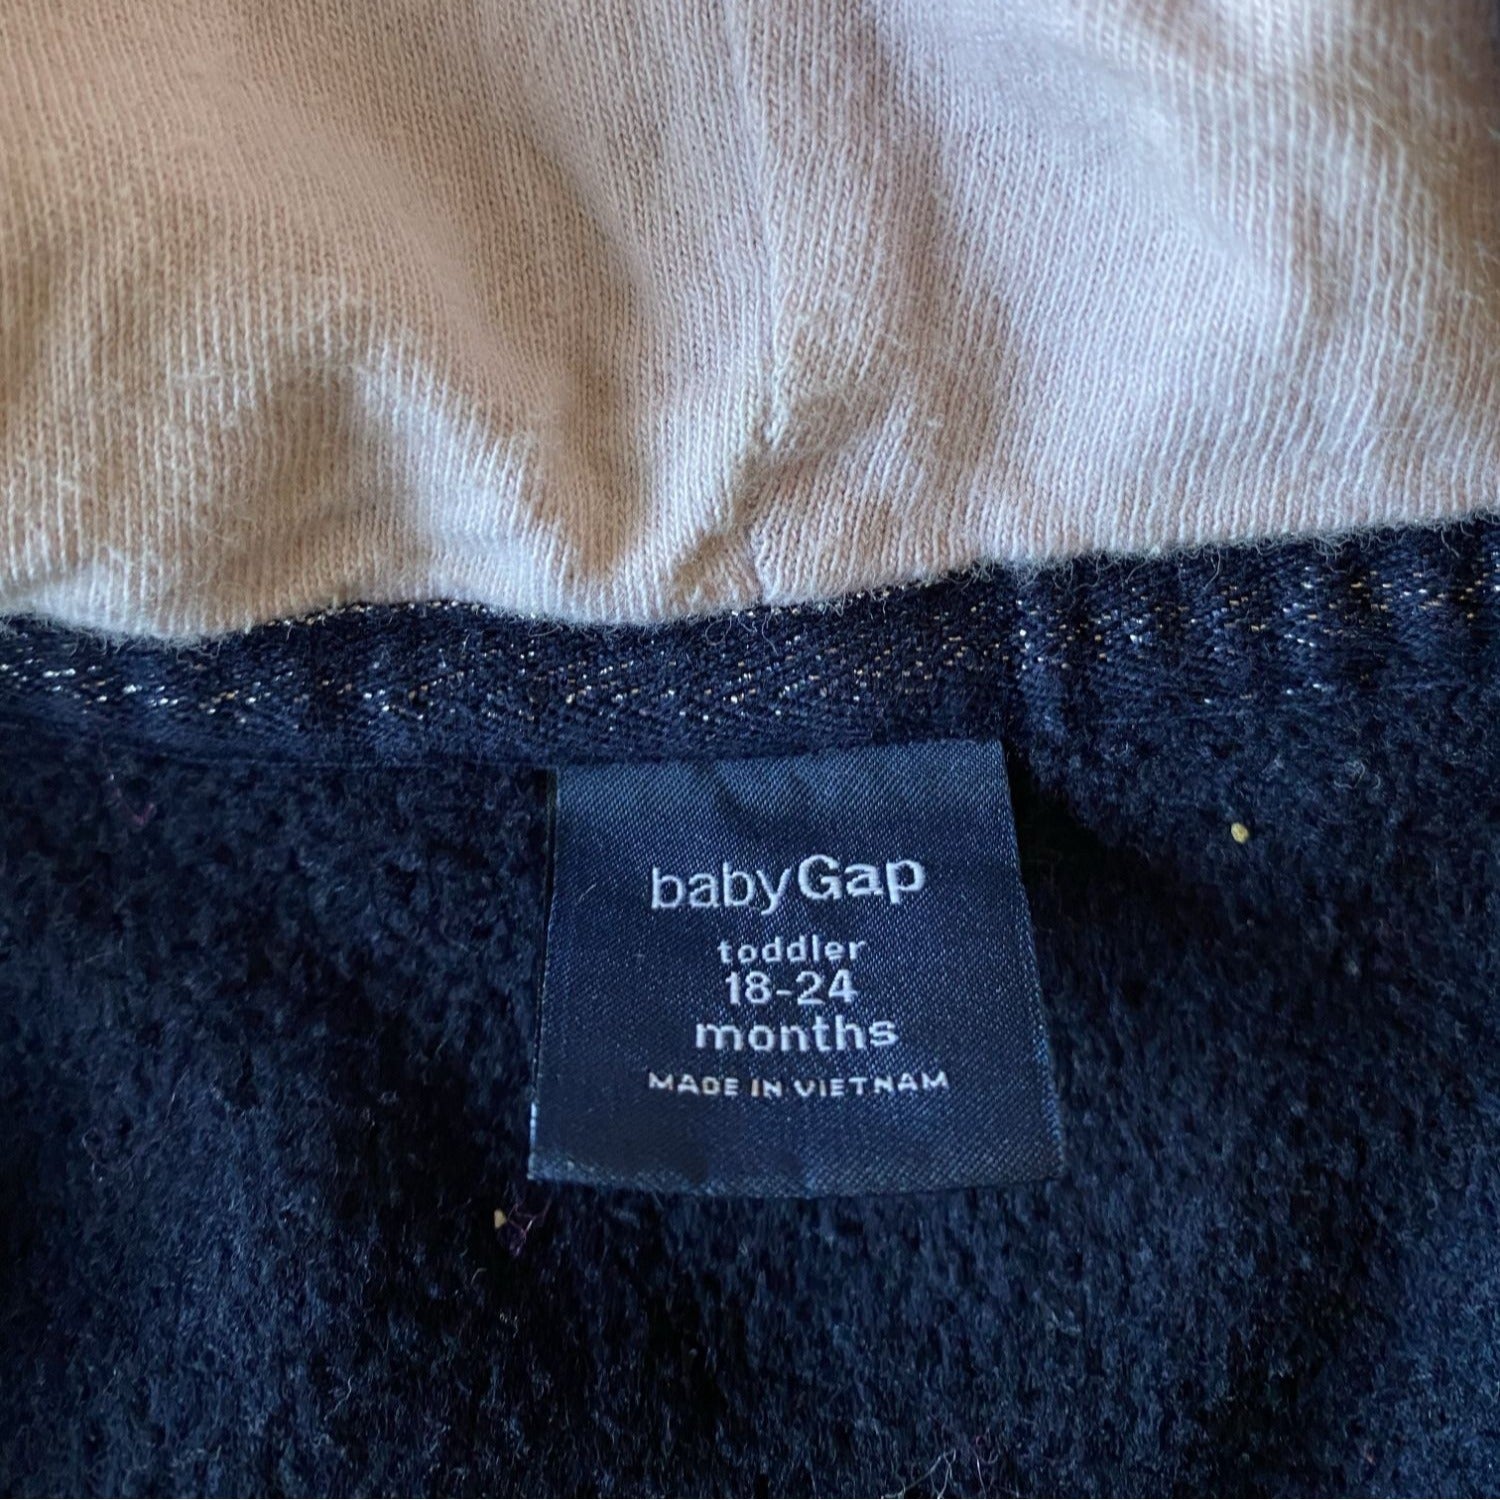 babyGap
toddler
18-24
months
MADE IN VIETNAM